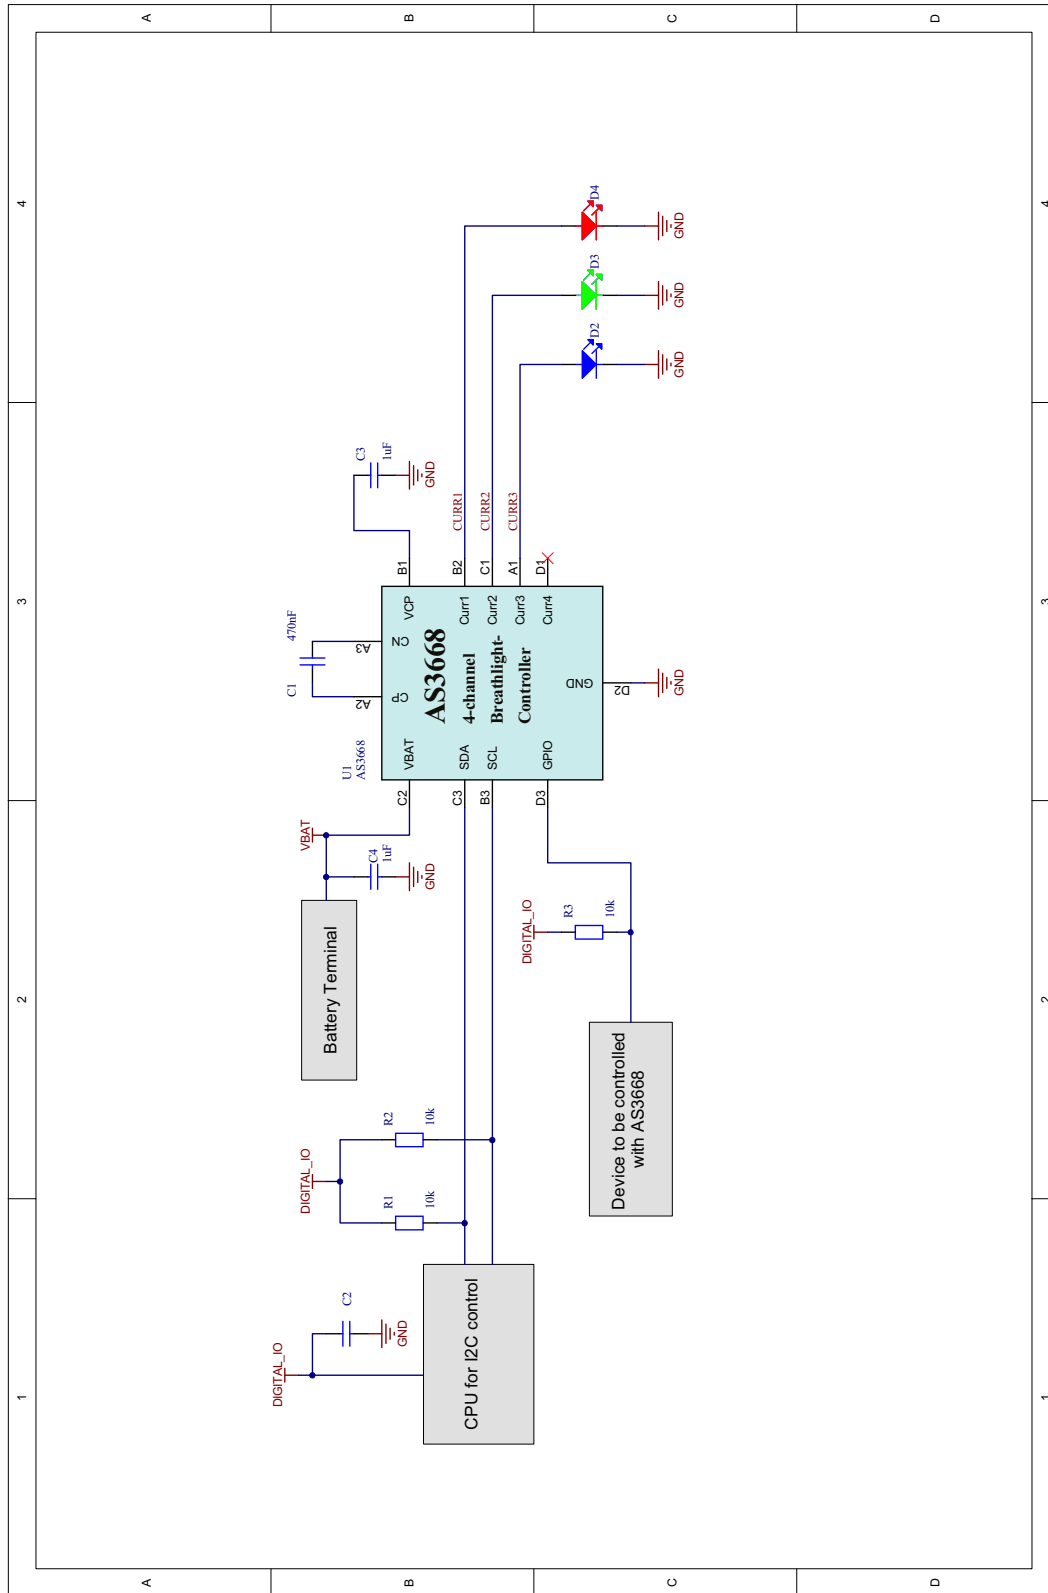 1
2
3
4
A
A
B
B
C
C
D
D
1
2
3
4
DIGITAL_IO
C2
GND
CPU for I2C control
DIGITAL_IO
R1
10k
R2
10k
Battery Terminal
VBAT
C4
1uF
GND
DIGITAL_IO
R3
10k
Device to be controlled
with AS3668
U1
AS3668
C1
470nF
A2
A3
CP
CN
C2
VBAT
VCP
B1
AS3668
C3
SDA
4-channel
Curr1
B2
B3
SCL
Breathlight-
Curr2
C1
Controller
Curr3
A1
D3
GPIO
Curr4
D1
GND
D2
GND
C3
1uF
GND
CURR1
CURR2
CURR3
D2
D3
D4
GND
GND
GND